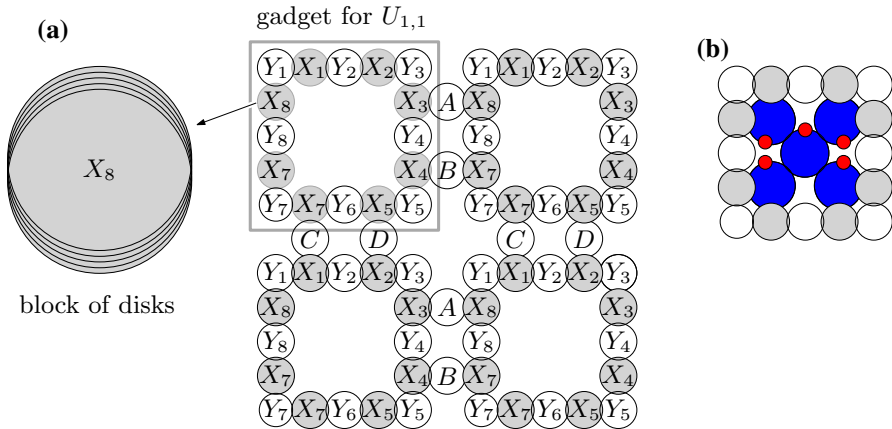 (a)
gadget for U1,1
(b)
Y1 X1 Y2 X2 Y3 Y1 X1 Y2 X2 Y3
X8 X3 A X8 X3
Y8 Y4 Y8 Y4
X8
X7 X4 B X7 X4
Y7 X7 Y6 X5 Y5 Y7 X7 Y6 X5 Y5
C D C D
Y1 X1 Y2 X2 Y3 Y1 X1 Y2 X2 Y3
block of disks
X8 X3 A X8 X3
Y8 Y4 Y8 Y4
X7 X4 B X7 X4
Y7 X7 Y6 X5 Y5 Y7 X7 Y6 X5 Y5